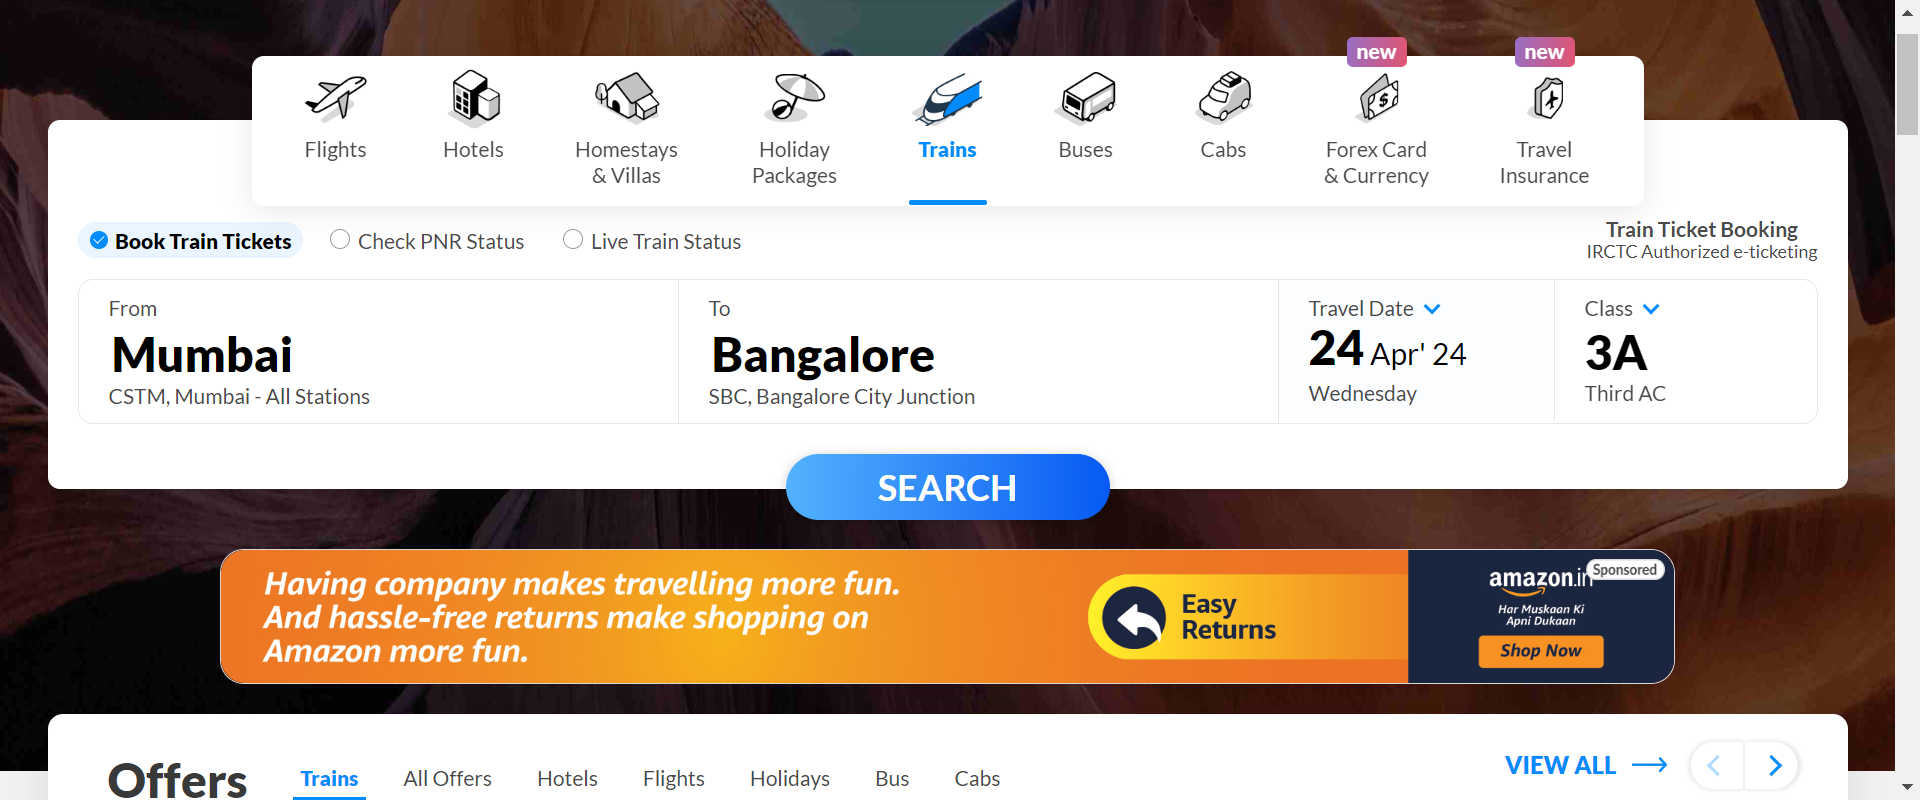 new
new
Flights
Hotels
Homestays
& Villas
Holiday
Packages
Trains
Buses
Cabs
Forex Card
& Currency
Travel
Insurance
Book Train Tickets
Check PNR Status
Live Train Status
Train Ticket Booking
IRCTC Authorized e-ticketing
From
Mumbai
CSTM, Mumbai - All Stations
To
Bangalore
SBC, Bangalore City Junction
Travel Date
24 Apr' 24
Wednesday
Class
3A
Third AC
SEARCH
Having company makes travelling more fun.
And hassle-free returns make shopping on
Amazon more fun.
Easy
Returns
Sponsored
amazon.in
Har Muskaan Ki
Apni Dukaan
Shop Now
Offers
Trains
All Offers
Hotels
Flights
Holidays
Bus
Cabs
VIEW ALL